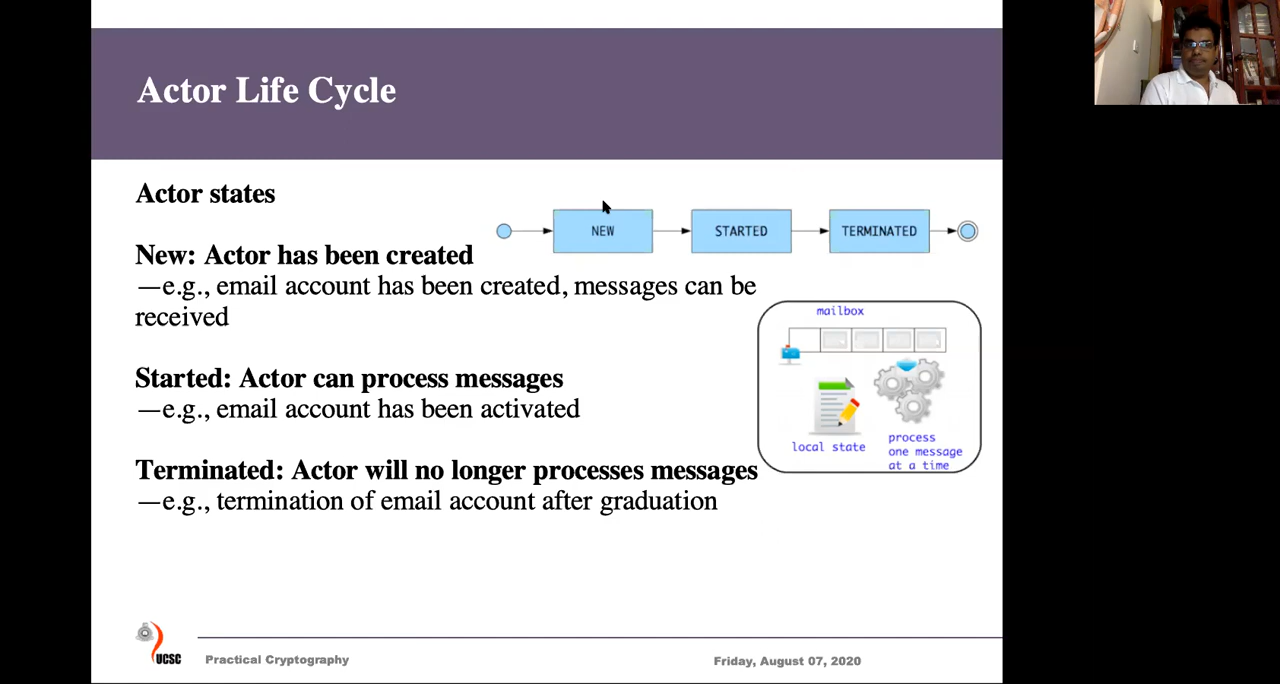 Actor Life Cycle
Actor states
NEW
STARTED
TERMINATED
New: Actor has been created
—e.g., email account has been created, messages can be
received
mailbox
Started: Actor can process messages
—e.g., email account has been activated
local state
process
one message
at a time
Terminated: Actor will no longer processes messages
—e.g., termination of email account after graduation
UCSC
Practical Cryptography
Friday, August 07, 2020